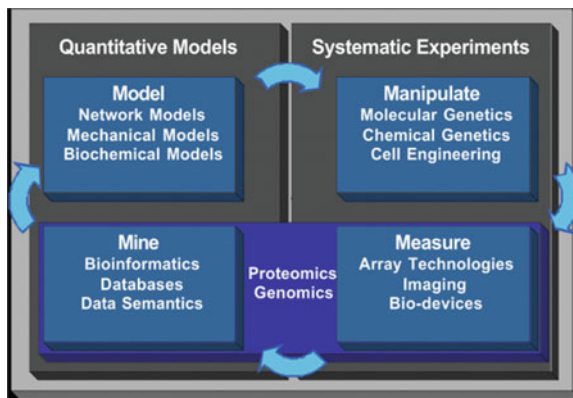 Quantitative Models
Systematic Experiments
Model
Network Models
Mechanical Models
Biochemical Models
Manipulate
Molecular Genetics
Chemical Genetics
Cell Engineering
Mine
Bioinformatics
Databases
Data Semantics
Proteomics
Genomics
Measure
Array Technologies
Imaging
Bio-devices